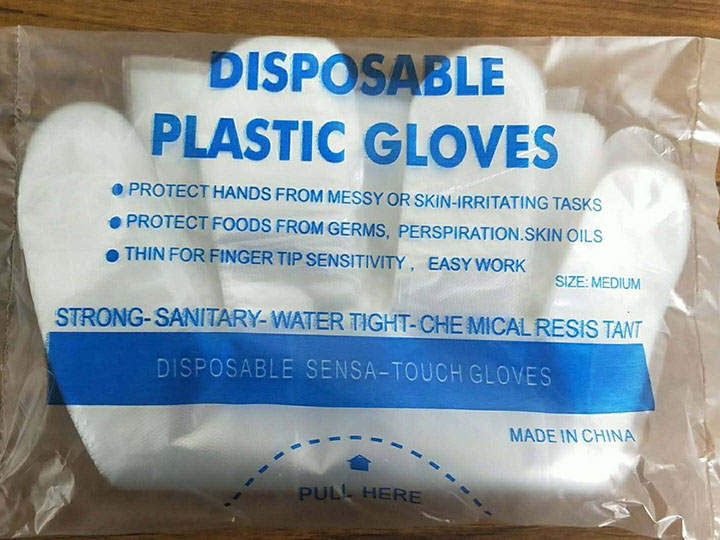 DISPOSABLE
PLASTIC GLOVES
● PROTECT HANDS FROM MESSY OR SKIN-IRRITATING TASKS
● PROTECT FOODS FROM GERMS, PERSPIRATION.SKIN OILS
● THIN FOR FINGER TIP SENSITIVITY, EASY WORK
SIZE: MEDIUM
STRONG-SANITARY-WATER TIGHT-CHE MICAL RESIS TANT
DISPOSABLE SENSA-TOUCH GLOVES
MADE IN CHINA
PULL HERE